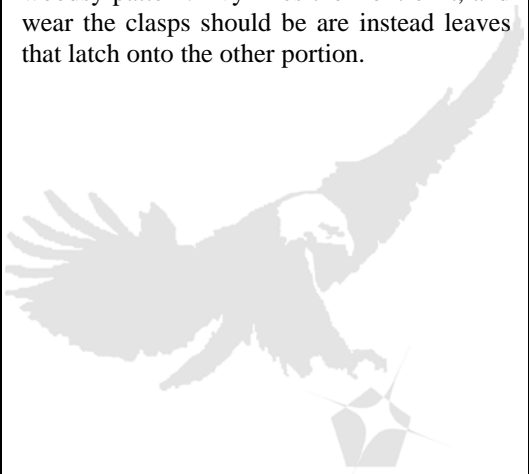 wear the clasps should be are instead leaves
that latch onto the other portion.